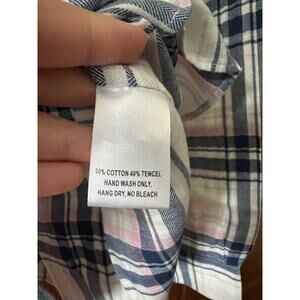 60% COTTON 40% TENCEL
HAND WASH ONLY,
HANG DRY, NO BLEACH